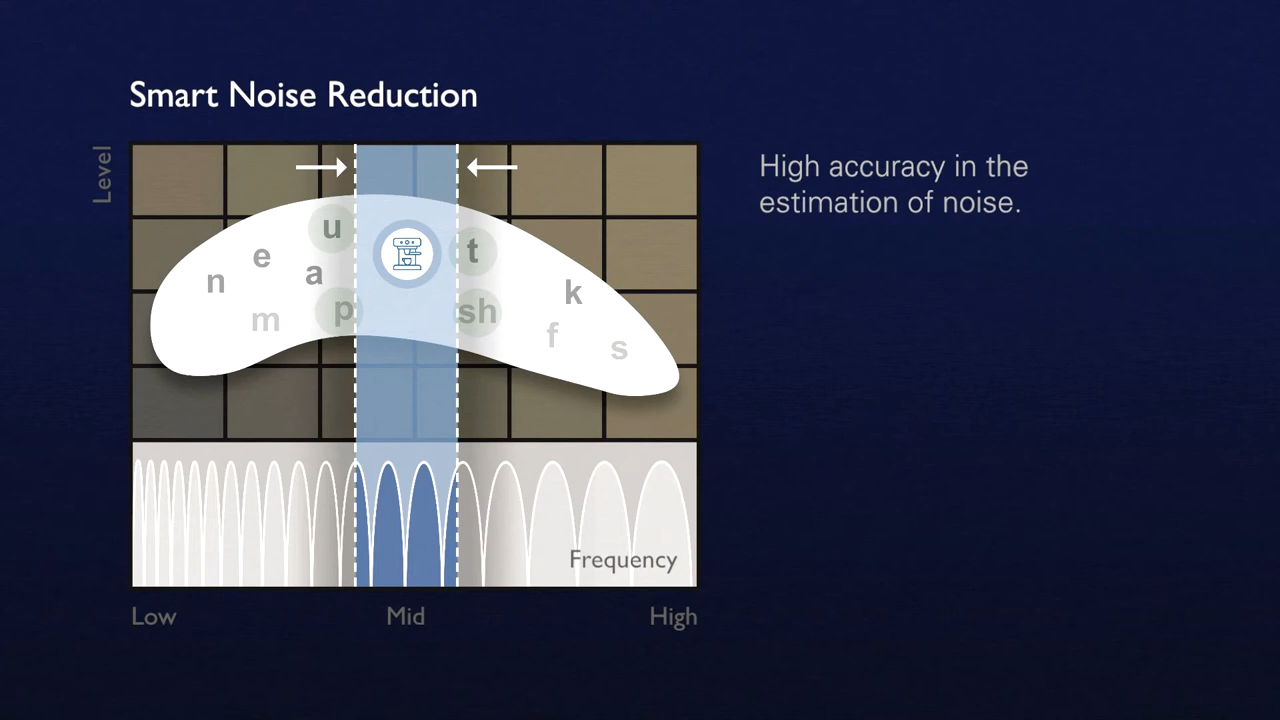 Smart Noise Reduction
Level
High accuracy in the
estimation of noise.
u
e
t
a
n
k
p
sh
m
f
s
Frequency
Low
Mid
High